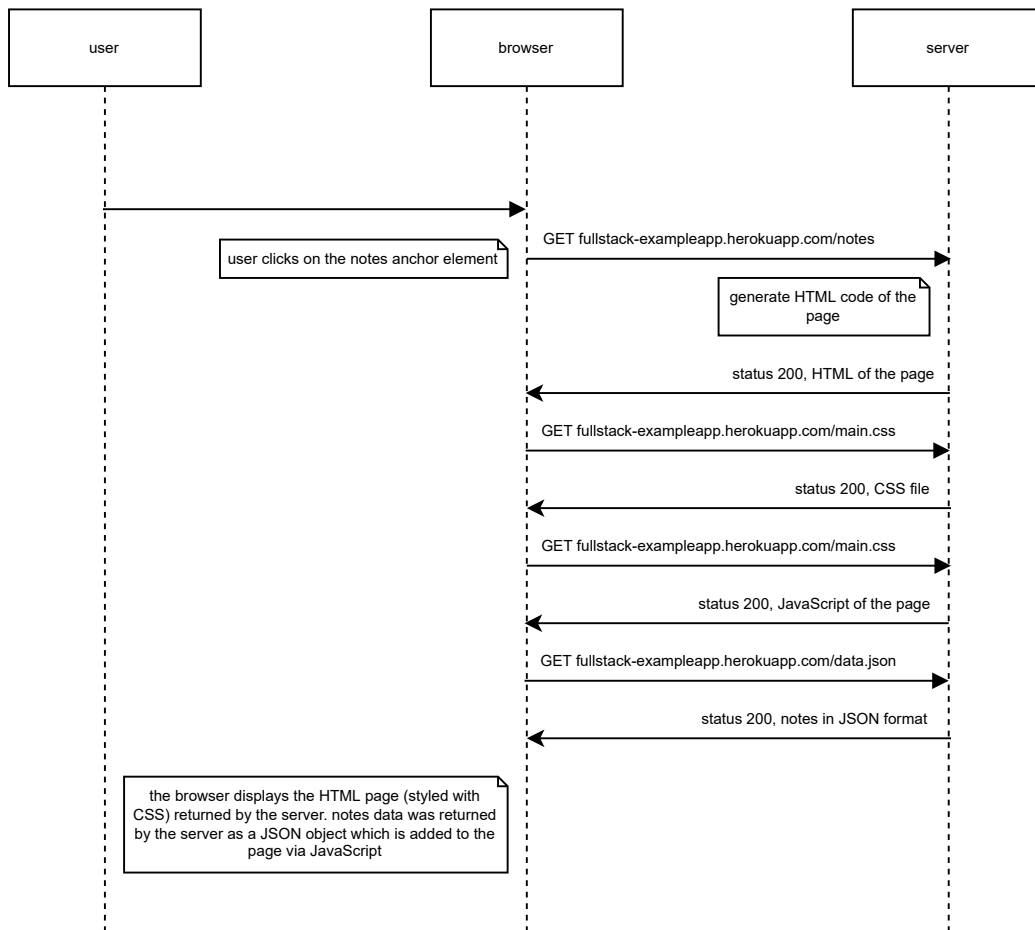 user
browser
server
GET fullstack-exampleapp.herokuapp.com/notes
user clicks on the notes anchor element
generate HTML code of the
page
status 200, HTML of the page
GET fullstack-exampleapp.herokuapp.com/main.css
status 200, CSS file
GET fullstack-exampleapp.herokuapp.com/main.css
status 200, JavaScript of the page
GET fullstack-exampleapp.herokuapp.com/data.json
status 200, notes in JSON format
the browser displays the HTML page (styled with
CSS) returned by the server. notes data was returned
by the server as a JSON object which is added to the
page via JavaScript